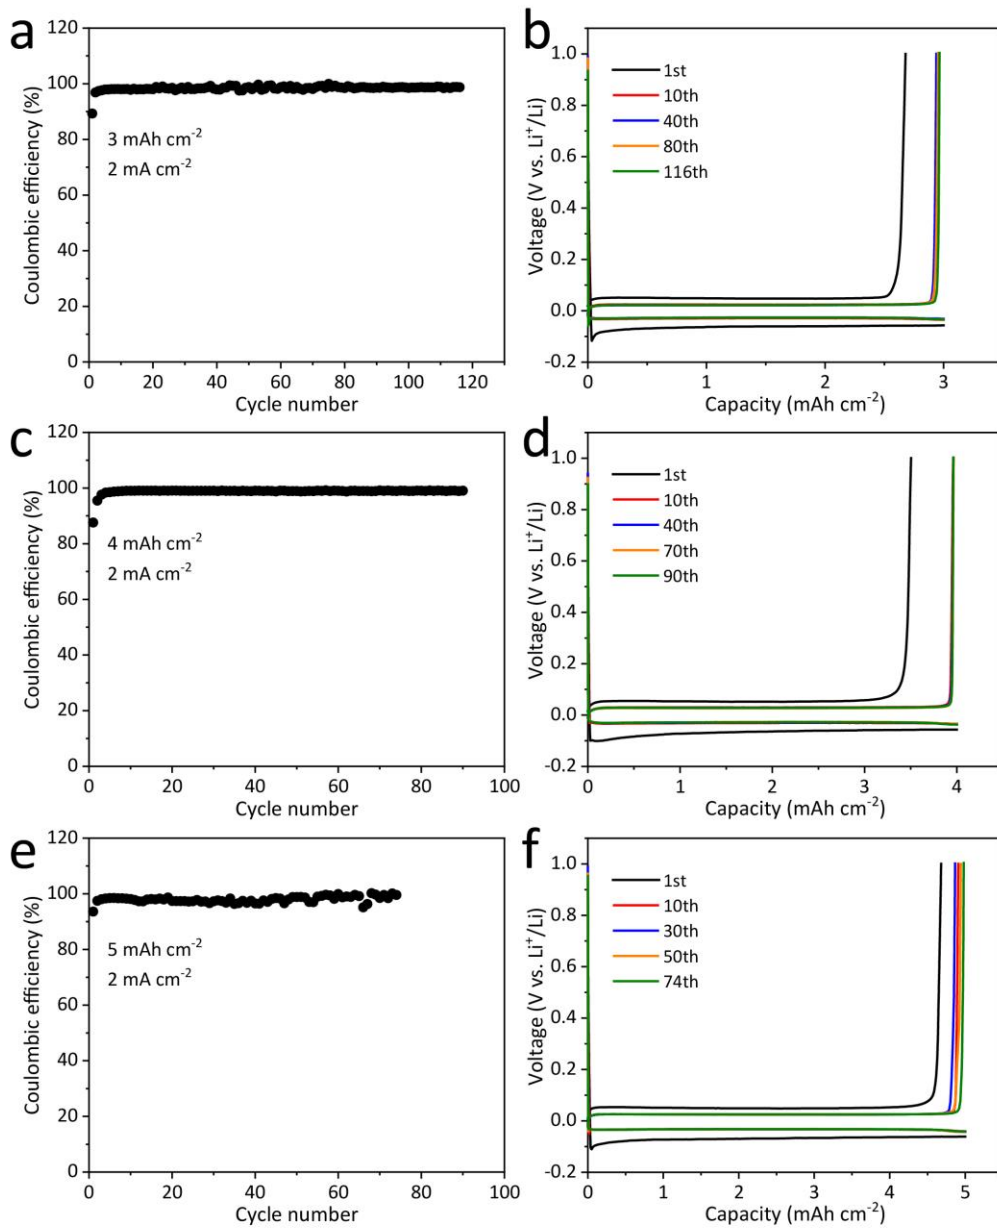 a
120
100
80
60
40
20
0
Coulombic efficiency (%)
3 mAh cm⁻²
2 mA cm⁻²
0 20 40 60 80 100 120
Cycle number
b
1.0
0.8
0.6
0.4
0.2
0.0
-0.2
Voltage (V vs. Li⁺/Li)
1st
10th
40th
80th
116th
0 1 2 3
Capacity (mAh cm⁻²)
c
120
100
80
60
40
20
0
Coulombic efficiency (%)
4 mAh cm⁻²
2 mA cm⁻²
0 20 40 60 80 100
Cycle number
d
1.0
0.8
0.6
0.4
0.2
0.0
-0.2
Voltage (V vs. Li⁺/Li)
1st
10th
40th
70th
90th
0 1 2 3 4
Capacity (mAh cm⁻²)
e
120
100
80
60
40
20
0
Coulombic efficiency (%)
5 mAh cm⁻²
2 mA cm⁻²
0 20 40 60 80 100
Cycle number
f
1.0
0.8
0.6
0.4
0.2
0.0
-0.2
Voltage (V vs. Li⁺/Li)
1st
10th
30th
50th
74th
0 1 2 3 4 5
Capacity (mAh cm⁻²)